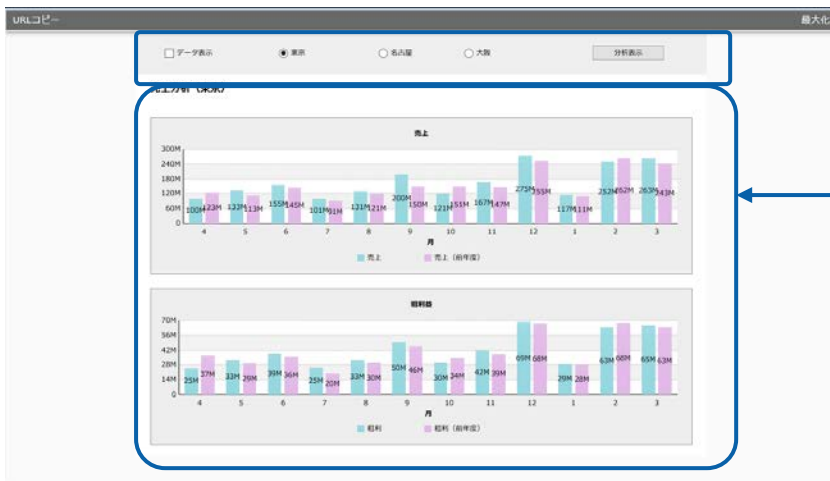 URLコピー 最大化
データ表示 東京 名古屋 大阪 分析表示
売上分析（東京）
売上
300M
240M
180M
120M
60M
0
100M 123M 133M 113M 155M 145M 101M 91M 131M 121M 200M 150M 121M 151M 167M 147M 275M 255M 117M 111M 252M 262M 263M 243M
4 5 6 7 8 9 10 11 12 1 2 3
月
売上 売上（前年度）
70M
56M
42M
28M
14M
0
25M 37M 33M 29M 39M 36M 25M 20M 33M 30M 50M 46M 30M 34M 42M 39M 69M 68M 29M 28M 63M 68M 65M 63M
4 5 6 7 8 9 10 11 12 1 2 3
月
粗利 粗利（前年度）